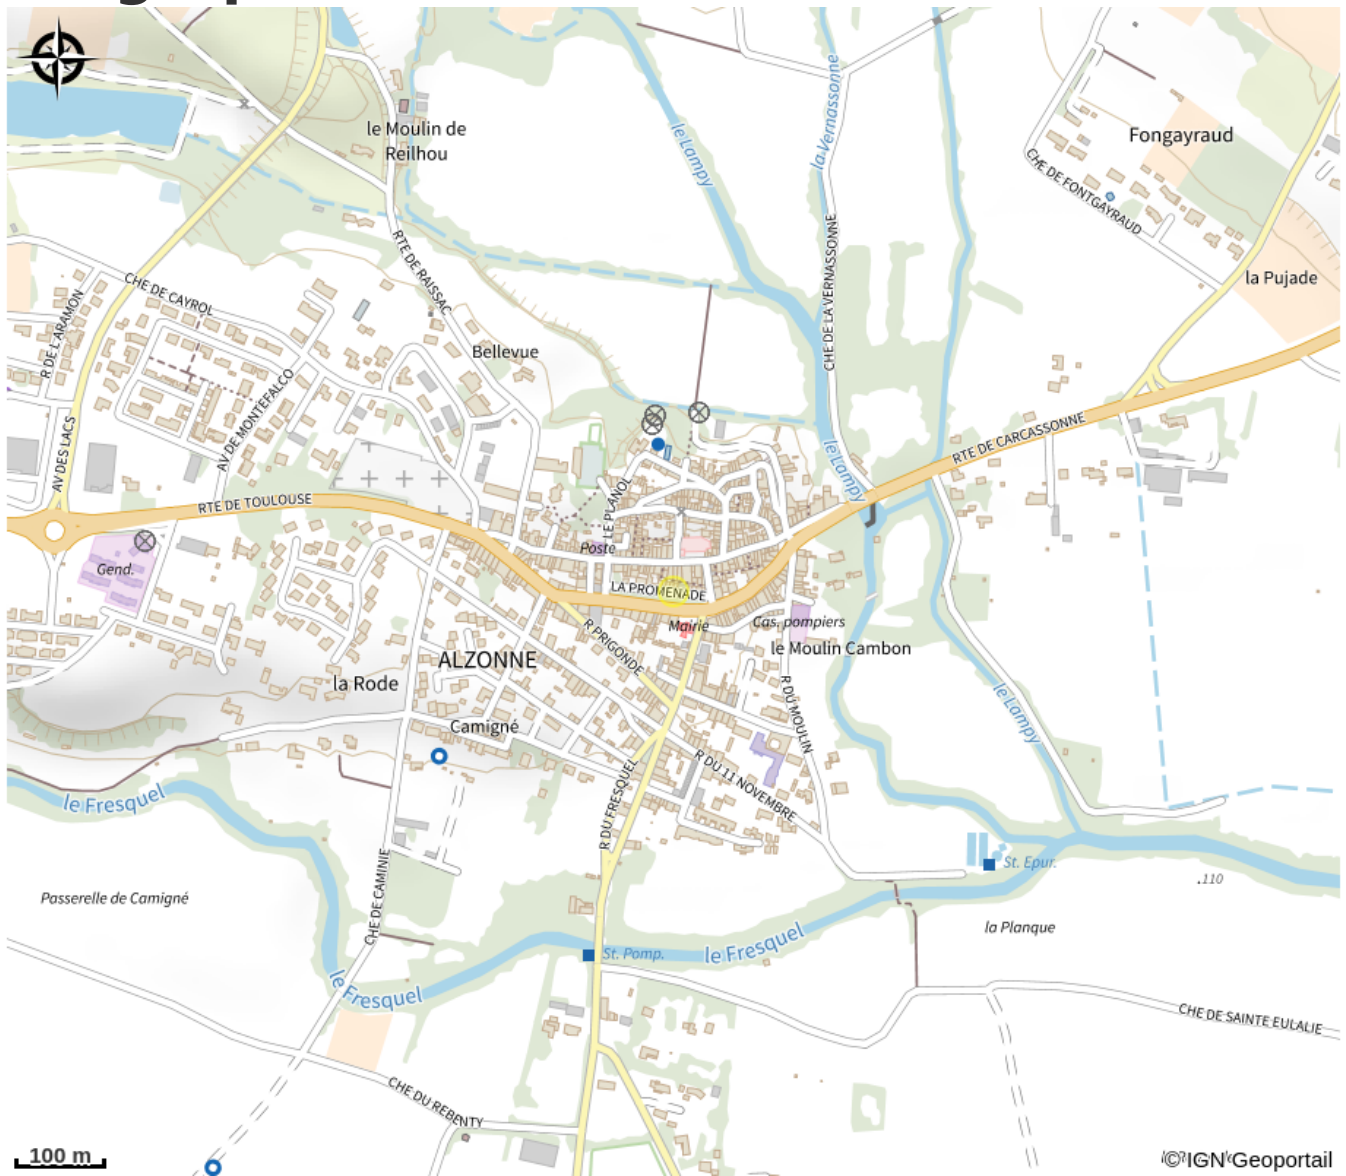 le Moulin de
Reilhou
le Lampy
la Vernassonne
Fongayraud
CHE DE FONTGAYRAUD
la Pujade
CHE DE CAYROL
R DE L'ARAMON
RTE DE RAISSAC
CHE DE LA VERNASSONNE
Bellevue
AV DE MONTEFALCO
AV DES LACS
RTE DE CARCASSONNE
le Lampy
RTE DE TOULOUSE
LE PLANOL
Poste
Gend.
LA PROMENADE
Mairie
Cas. pompiers
le Moulin Cambon
R PRIGONDE
ALZONNE
la Rode
Camigné
R DU MOULIN
le Lampy
R DU 11 NOVEMBRE
le Fresquel
R DU FRESQUEL
CHE DE CAMINIE
St. Epur.
110
Passerelle de Camigné
la Planque
le Fresquel
St. Pomp.
le Fresquel
CHE DE SAINTE EULALIE
CHE DU REBENTY
100 m
© IGN Geoportail